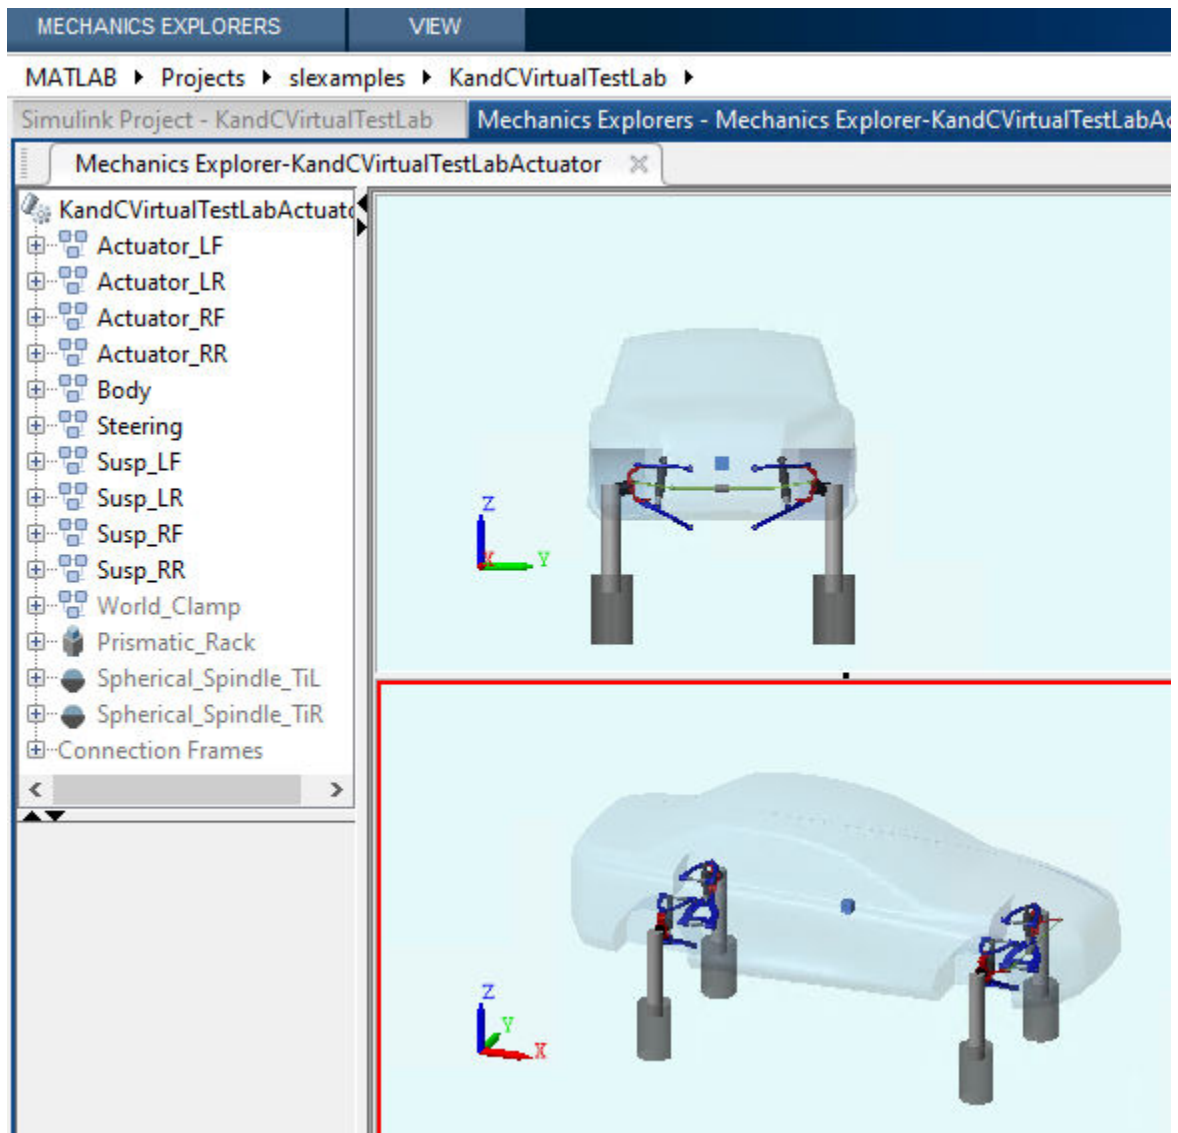 MECHANICS EXPLORERS VIEW
MATLAB Projects slexamples KandCVirtualTestLab
Simulink Project - KandCVirtualTestLab Mechanics Explorers - Mechanics Explorer-KandCVirtualTestLabAc
Mechanics Explorer-KandCVirtualTestLabActuator
KandCVirtualTestLabActuato
Actuator_LF
Actuator_LR
Actuator_RF
Actuator_RR
Body
Steering
Susp_LF
Susp_LR
Susp_RF
Susp_RR
World_Clamp
Prismatic_Rack
Spherical_Spindle_TiL
Spherical_Spindle_TiR
Connection Frames
Z
X Y
Z
Y
X